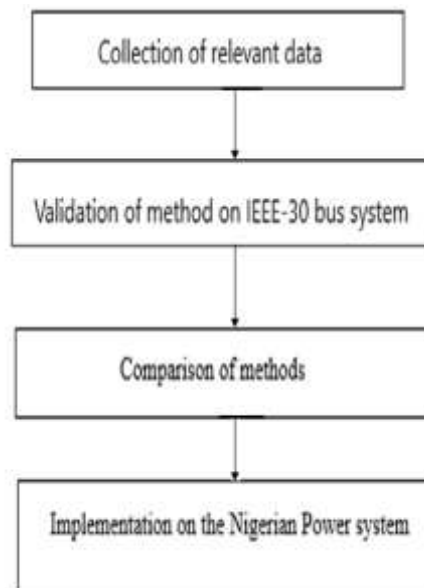 Collection of relevant data
Validation of method on IEEE-30 bus system
Comparison of methods
Implementation on the Nigerian Power system